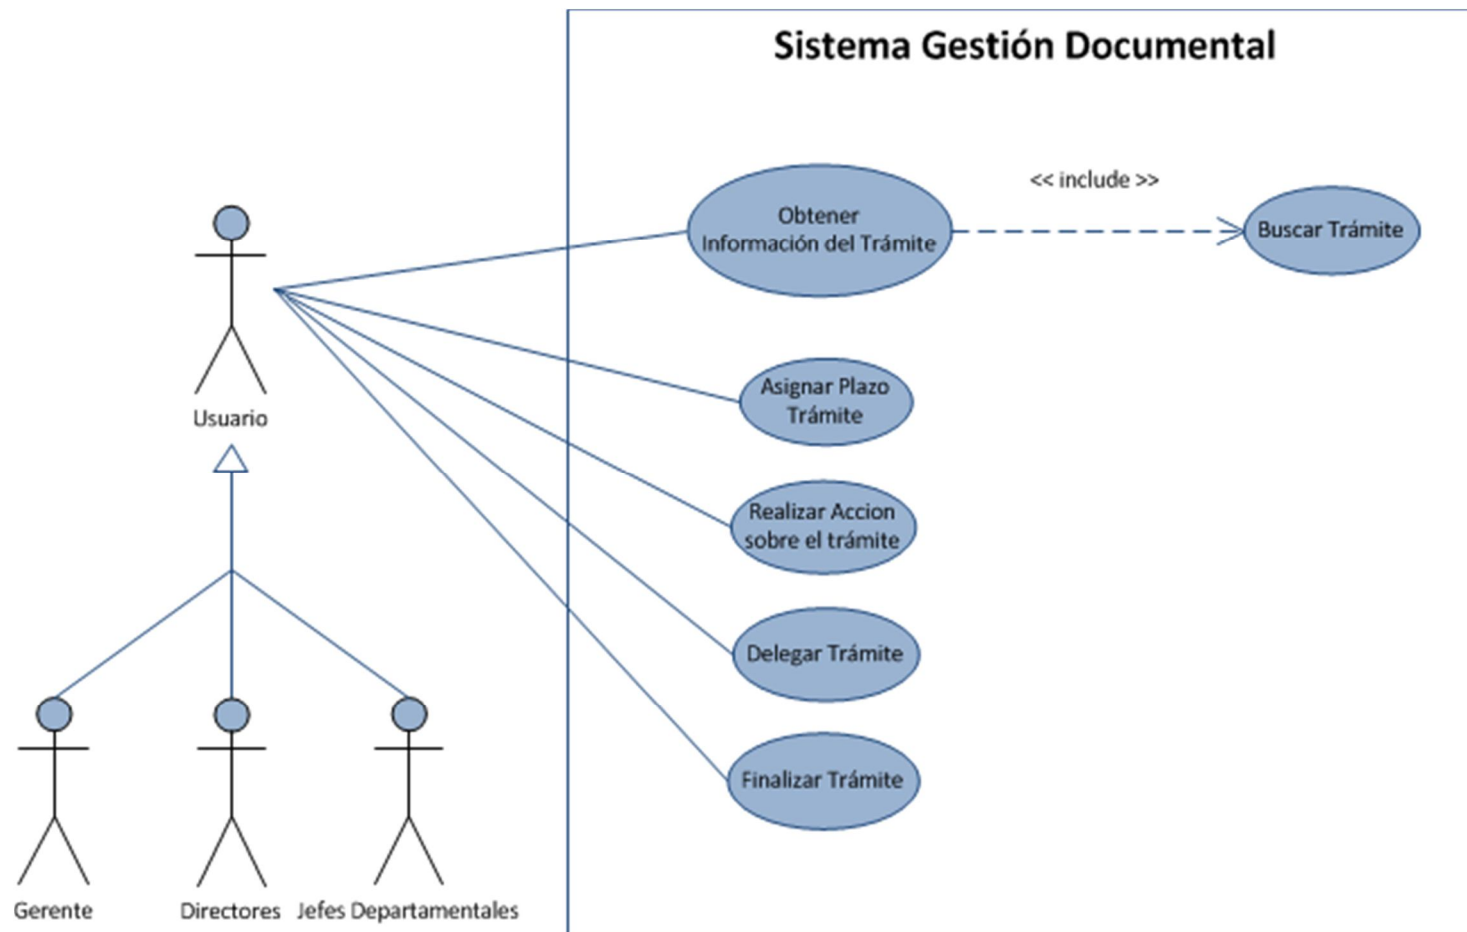 Sistema Gestión Documental
<< include >>
Obtener
Información del Trámite
Buscar Trámite
Usuario
Asignar Plazo
Trámite
Realizar Accion
sobre el trámite
Delegar Trámite
Finalizar Trámite
Gerente
Directores
Jefes Departamentales